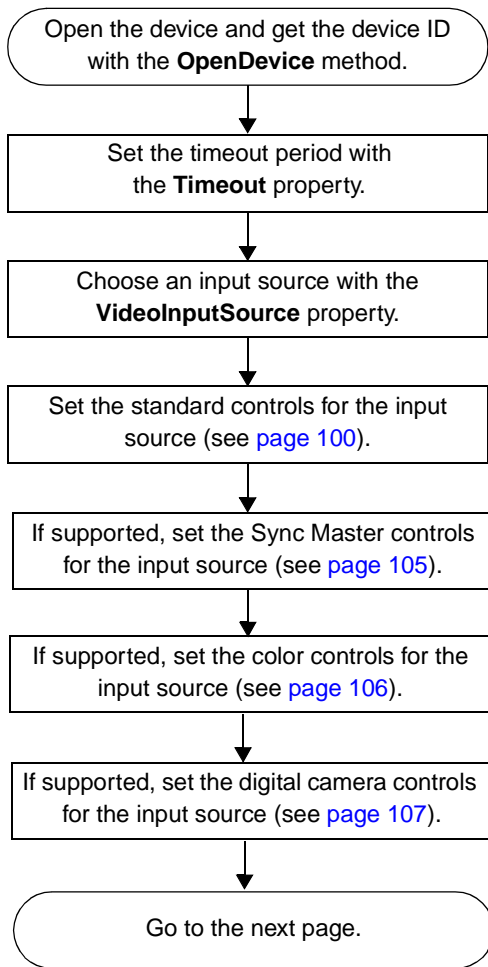 Open the device and get the device ID
with the OpenDevice method.
Set the timeout period with
the Timeout property.
Choose an input source with the
VideoInputSource property.
Set the standard controls for the input
source (see page 100).
If supported, set the Sync Master controls
for the input source (see page 105).
If supported, set the color controls for the
input source (see page 106).
If supported, set the digital camera controls
for the input source (see page 107).
Go to the next page.